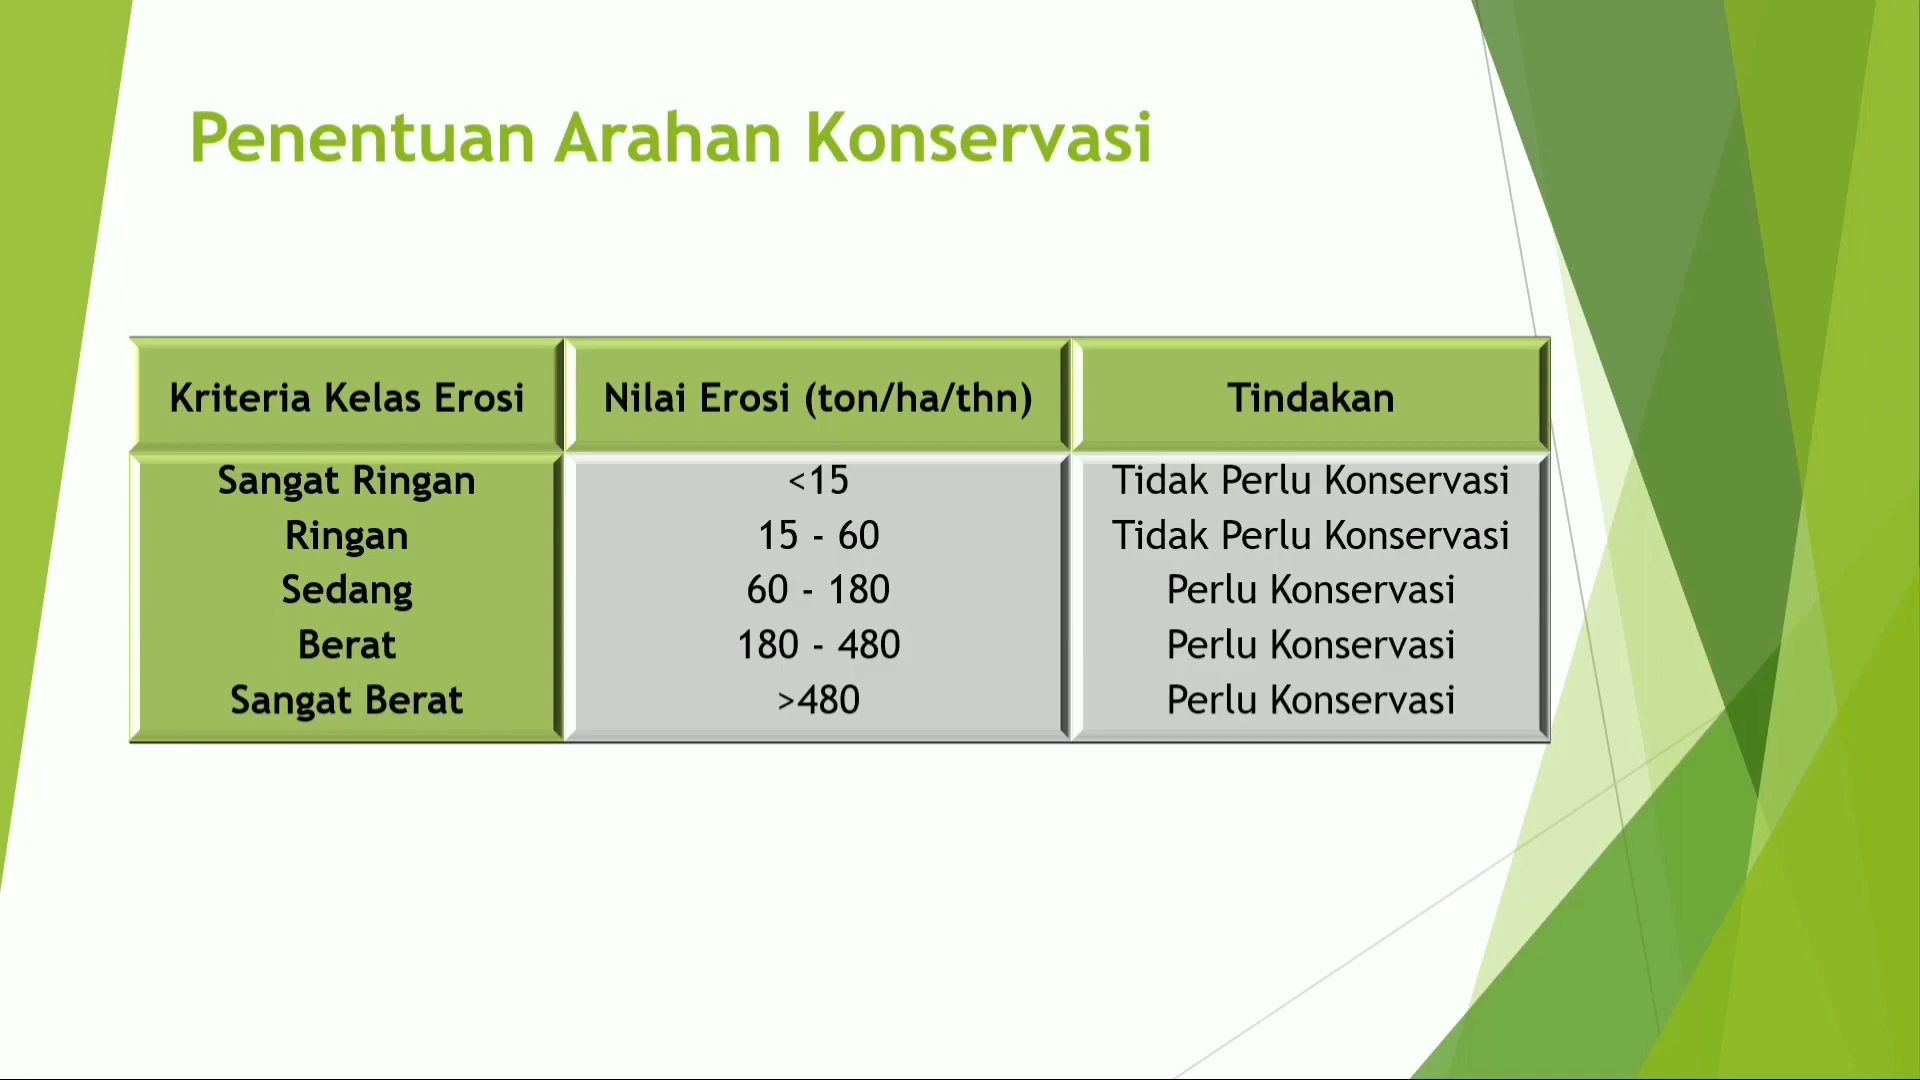 Penentuan Arahan Konservasi
Kriteria Kelas Erosi Nilai Erosi (ton/ha/thn) Tindakan
Sangat Ringan <15 Tidak Perlu Konservasi
Ringan 15 - 60 Tidak Perlu Konservasi
Sedang 60 - 180 Perlu Konservasi
Berat 180 - 480 Perlu Konservasi
Sangat Berat >480 Perlu Konservasi